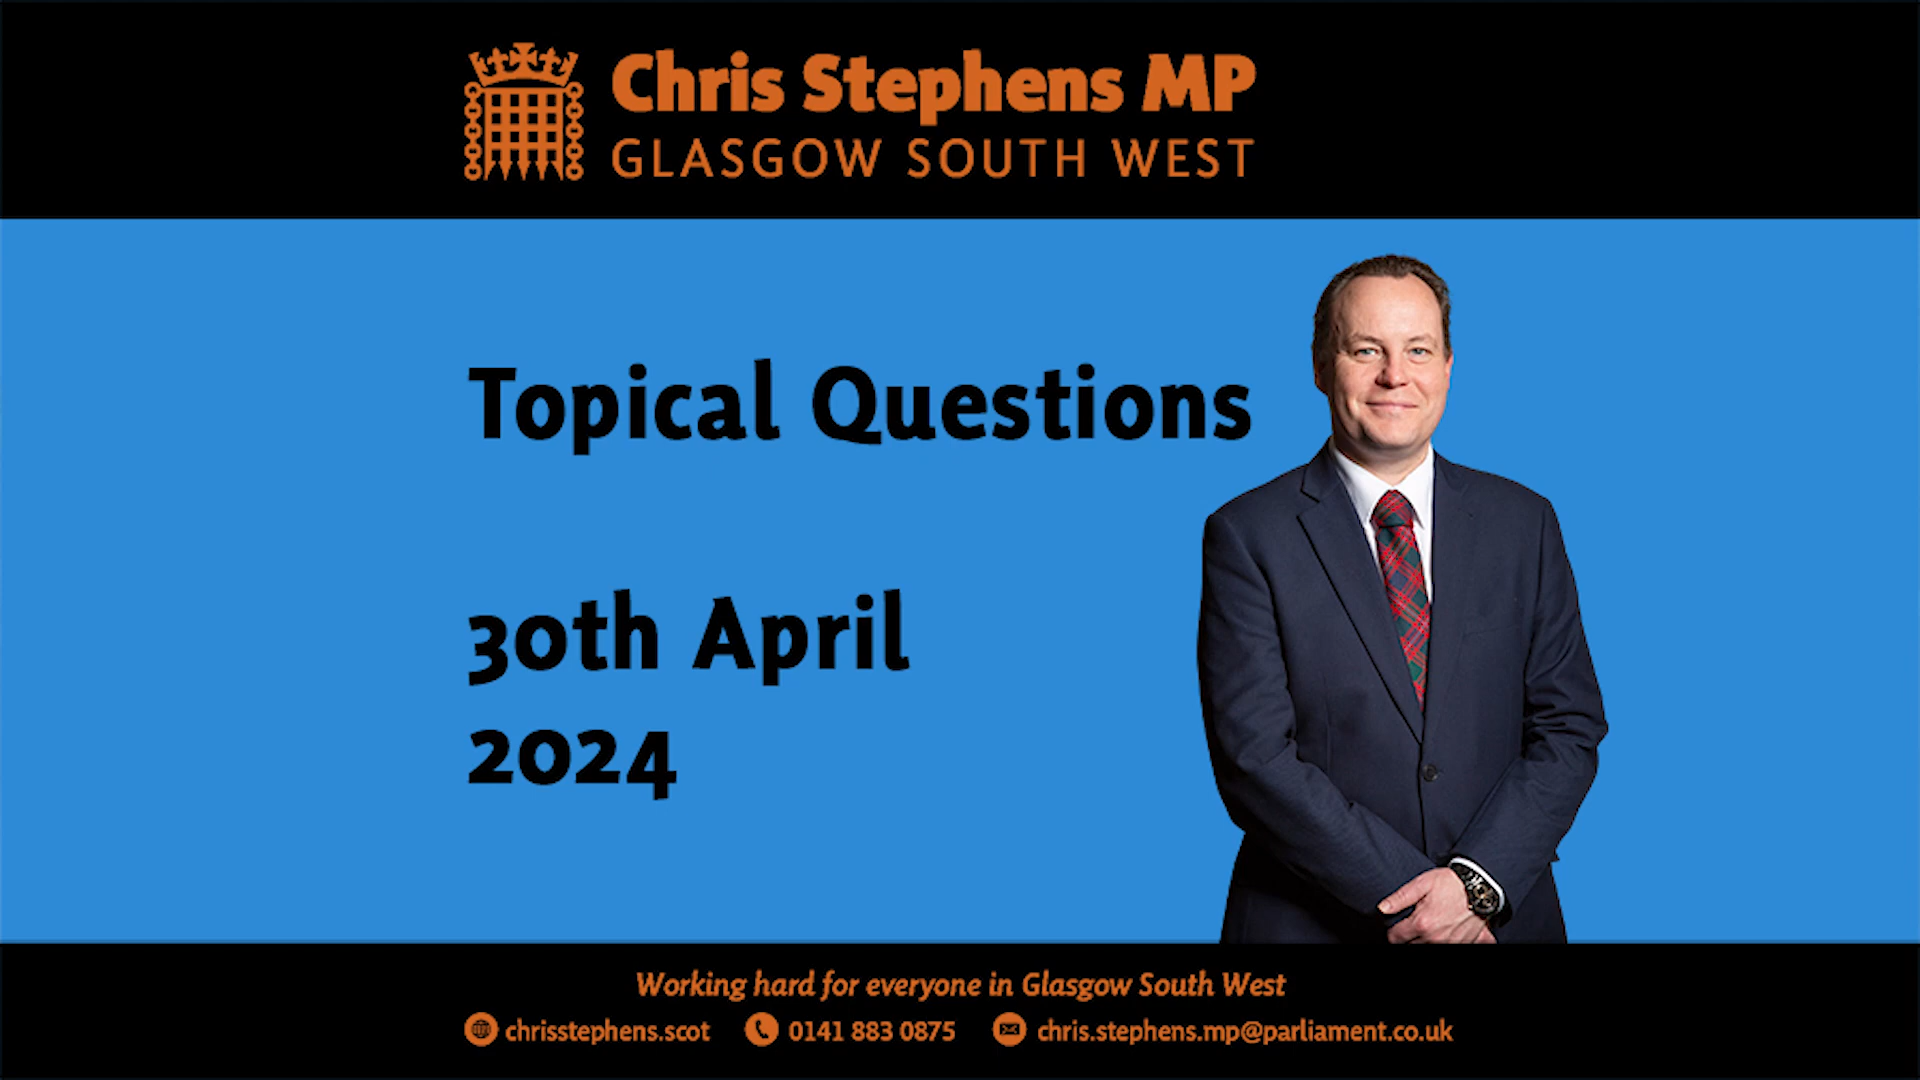 Chris Stephens MP
GLASGOW SOUTH WEST
Topical Questions
30th April
2024
Working hard for everyone in Glasgow South West
chrisstephens.scot 0141 883 0875 chris.stephens.mp@parliament.co.uk